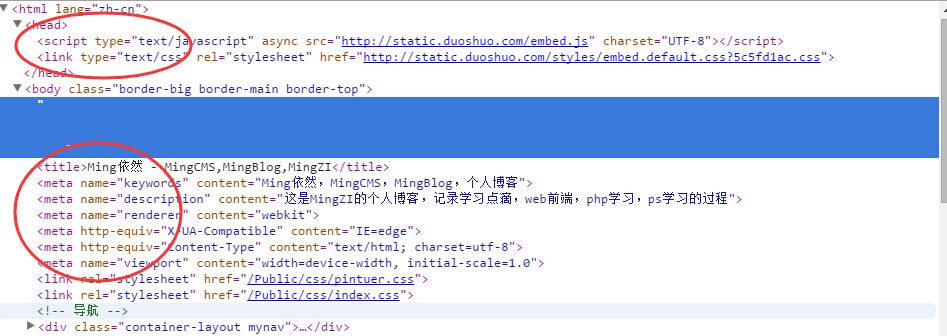 <html lang="zh-cn">
<head>
<script type="text/javascript" async src="http://static.duoshuo.com/embed.js" charset="UTF-8"></script>
<link type="text/css" rel="stylesheet" href="http://static.duoshuo.com/styles/embed.default.css?5c5fd1ac.css">
</head>
<body class="border-big border-main border-top">
"
<title>Ming依然 - MingCMS,MingBlog,MingZI</title>
<meta name="keywords" content="Ming依然，MingCMS，MingBlog，个人博客">
<meta name="description" content="这是MingZI的个人博客，记录学习点滴，web前端，php学习，ps学习的过程">
<meta name="renderer" content="webkit">
<meta http-equiv="X-UA-Compatible" content="IE=edge">
<meta http-equiv="Content-Type" content="text/html; charset=utf-8">
<meta name="viewport" content="width=device-width, initial-scale=1.0">
<link rel="stylesheet" href="/Public/css/pintuer.css">
<link rel="stylesheet" href="/Public/css/index.css">
<!-- 导航 -->
<div class="container-layout mynav">…</div>